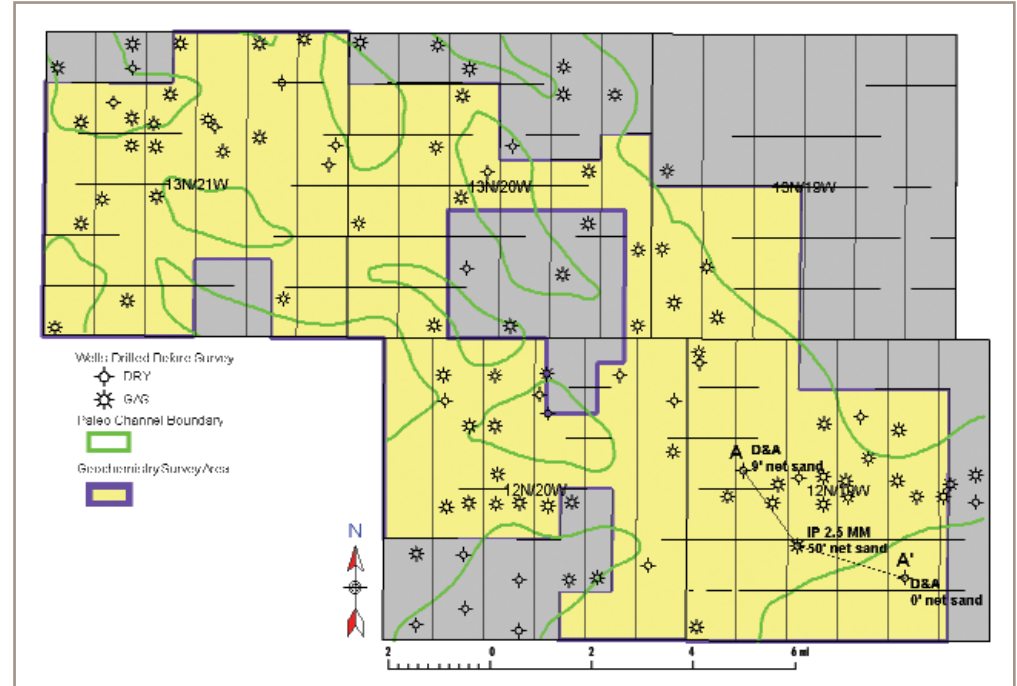 13N/21W
13N/20W
13N/19W
Wells Drilled Before Survey
DRY
GAS
Paleo Channel Boundary
Geochemistry Survey Area
A D&A
9' net sand
12N/20W
12N/19W
IP 2.5 MM
50' net sand
A'
D&A
0' net sand
N
2 0 2 4 6 mi